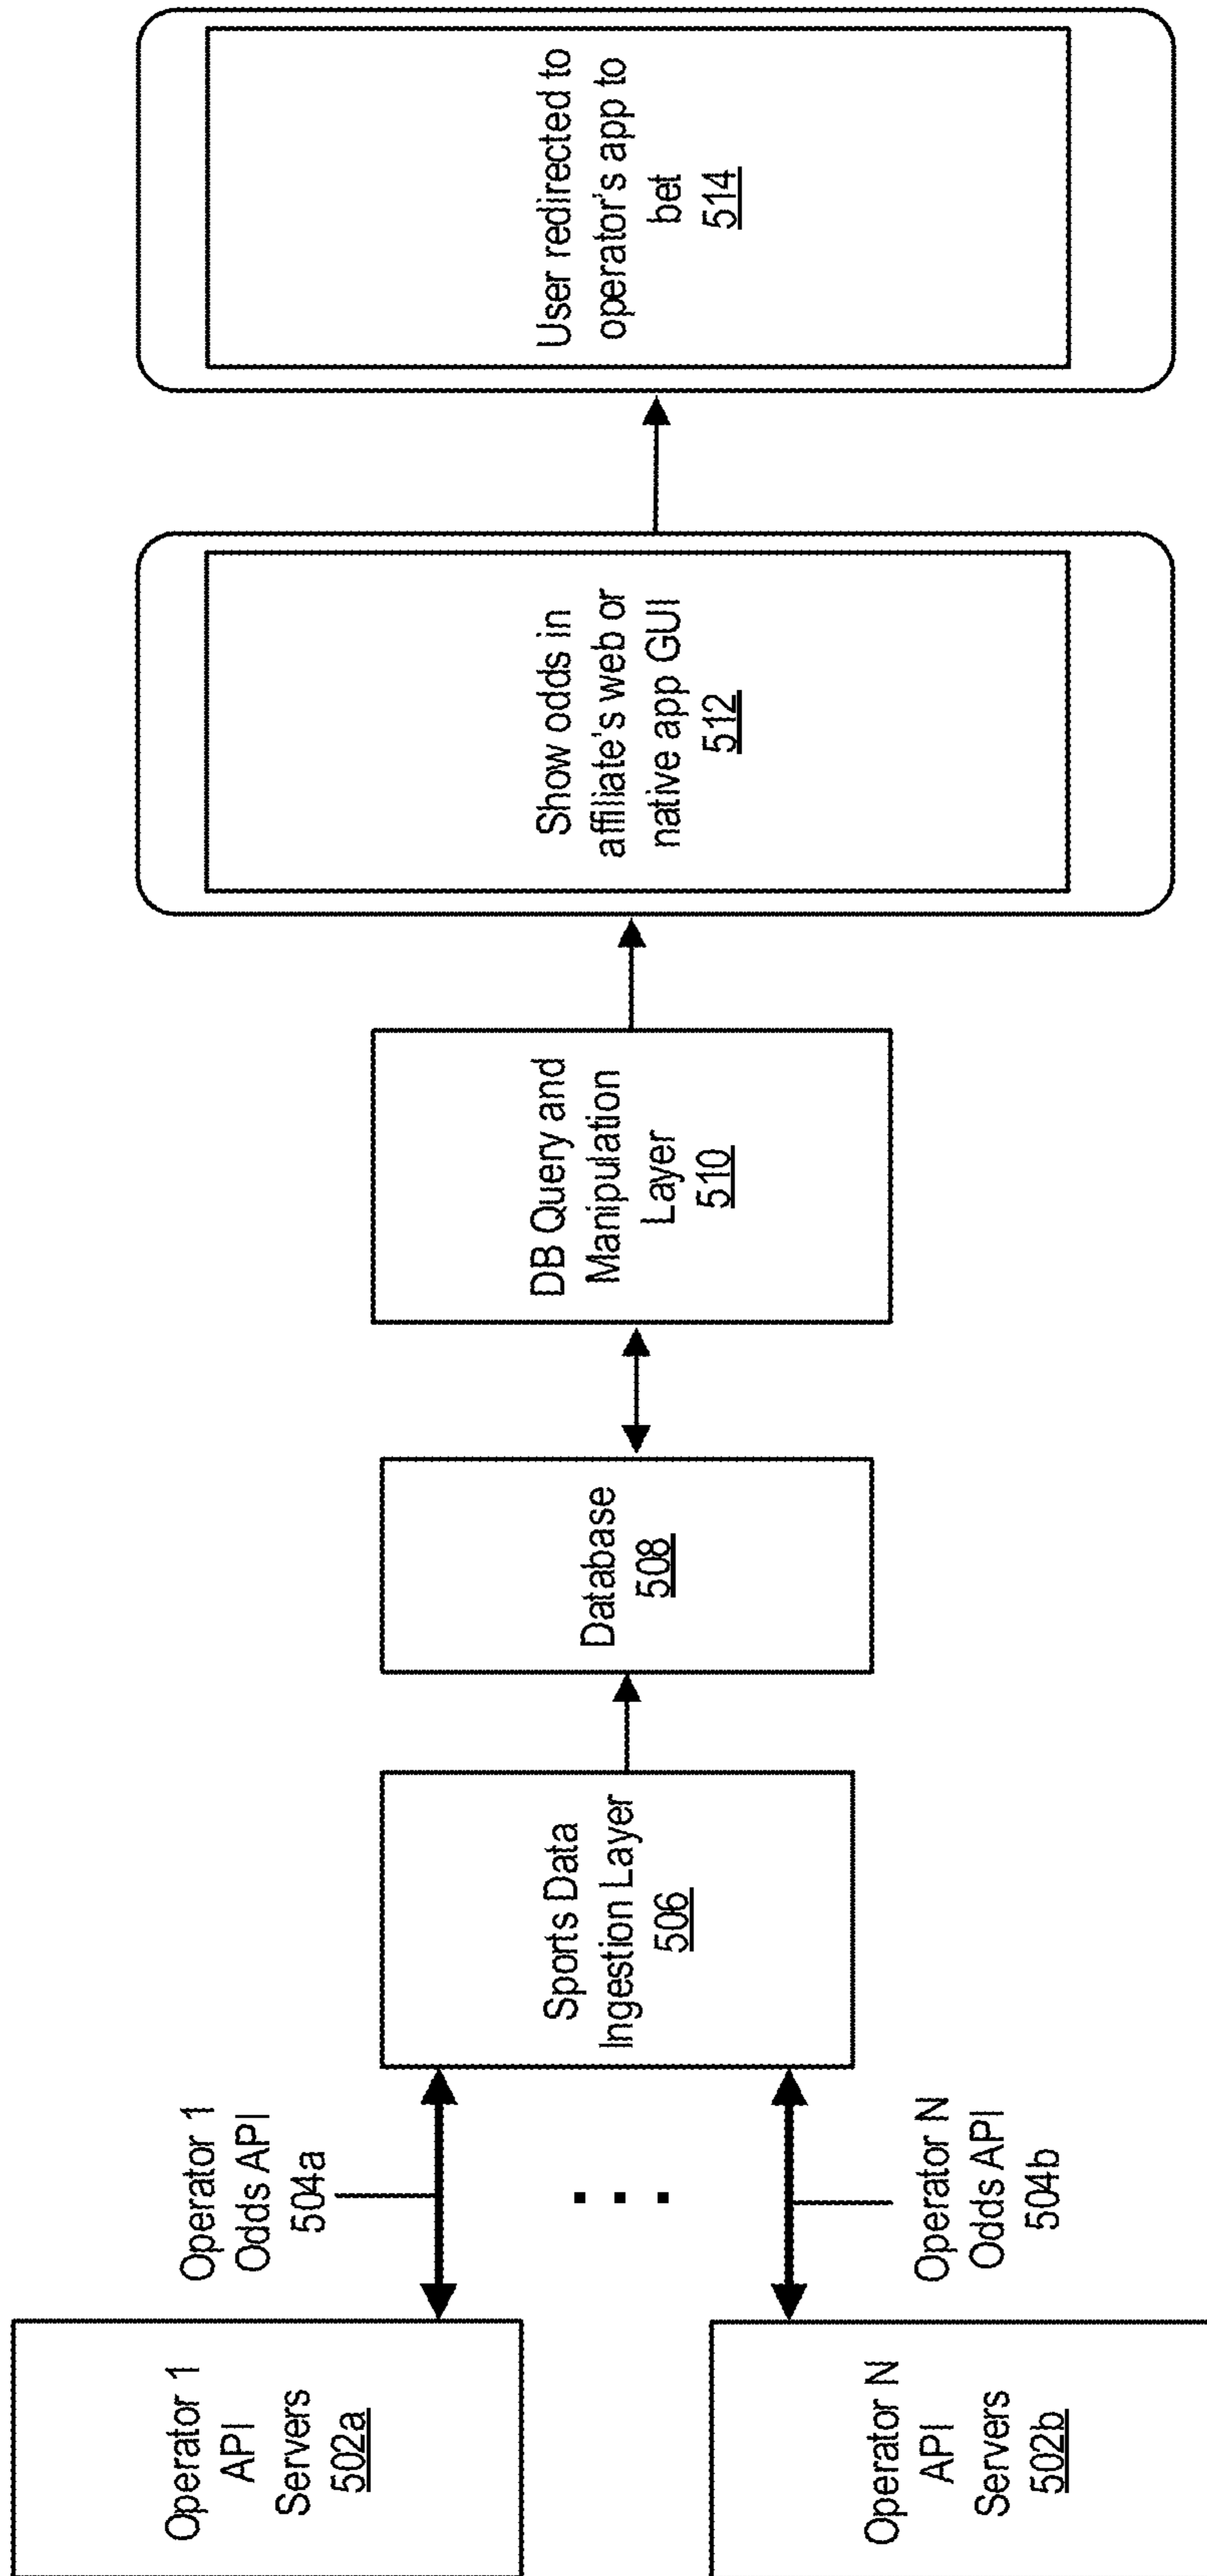 Operator 1
API
Servers
502a
Operator N
API
Servers
502b
Operator 1
Odds API
504a
Operator N
Odds API
504b
Sports Data
Ingestion Layer
506
Database
508
DB Query and
Manipulation
Layer
510
Show odds in
affiliate's web or
native app GUI
512
User redirected to
operator's app to
bet
514